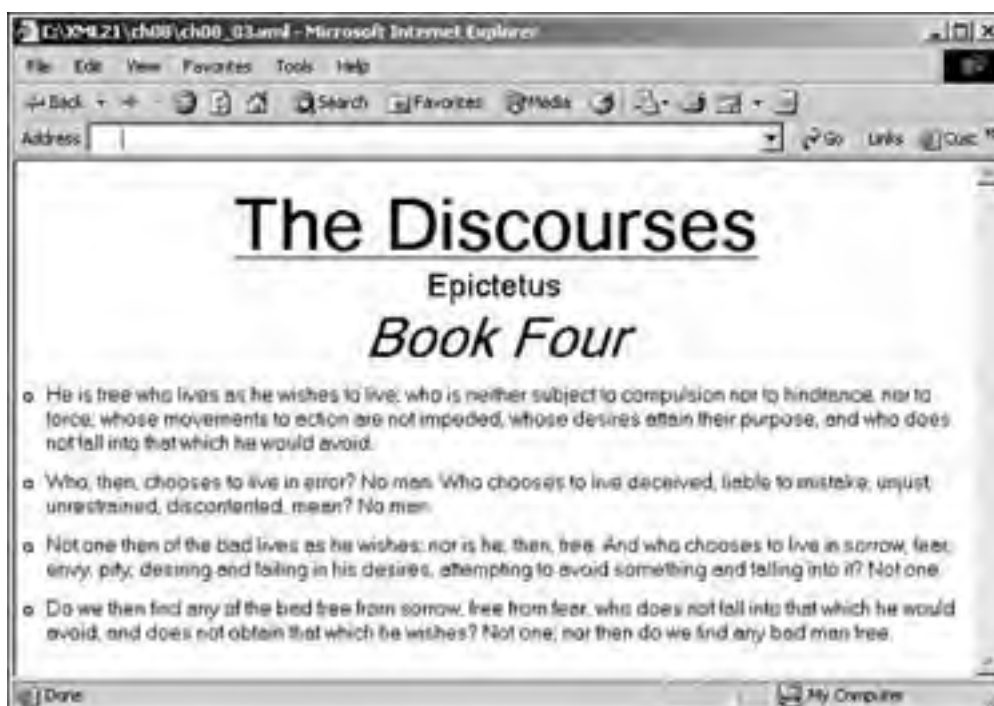 C:\XML21\ch08\ch08_03.xml - Microsoft Internet Explorer
File Edit View Favorites Tools Help
Back Search Favorites Media
Address Go Links Cust
The Discourses
Epictetus
Book Four
He is free who lives as he wishes to live; who is neither subject to compulsion nor to hindrance, nor to
force; whose movements to action are not impeded, whose desires attain their purpose, and who does
not fall into that which he would avoid.
Who, then, chooses to live in error? No man. Who chooses to live deceived, liable to mistake, unjust,
unrestrained, discontented, mean? No man.
Not one then of the bad lives as he wishes; nor is he, then, free. And who chooses to live in sorrow, fear,
envy, pity, desiring and failing in his desires, attempting to avoid something and falling into it? Not one.
Do we then find any of the bad free from sorrow, free from fear, who does not fall into that which he would
avoid, and does not obtain that which he wishes? Not one; nor then do we find any bad man free.
Done My Computer